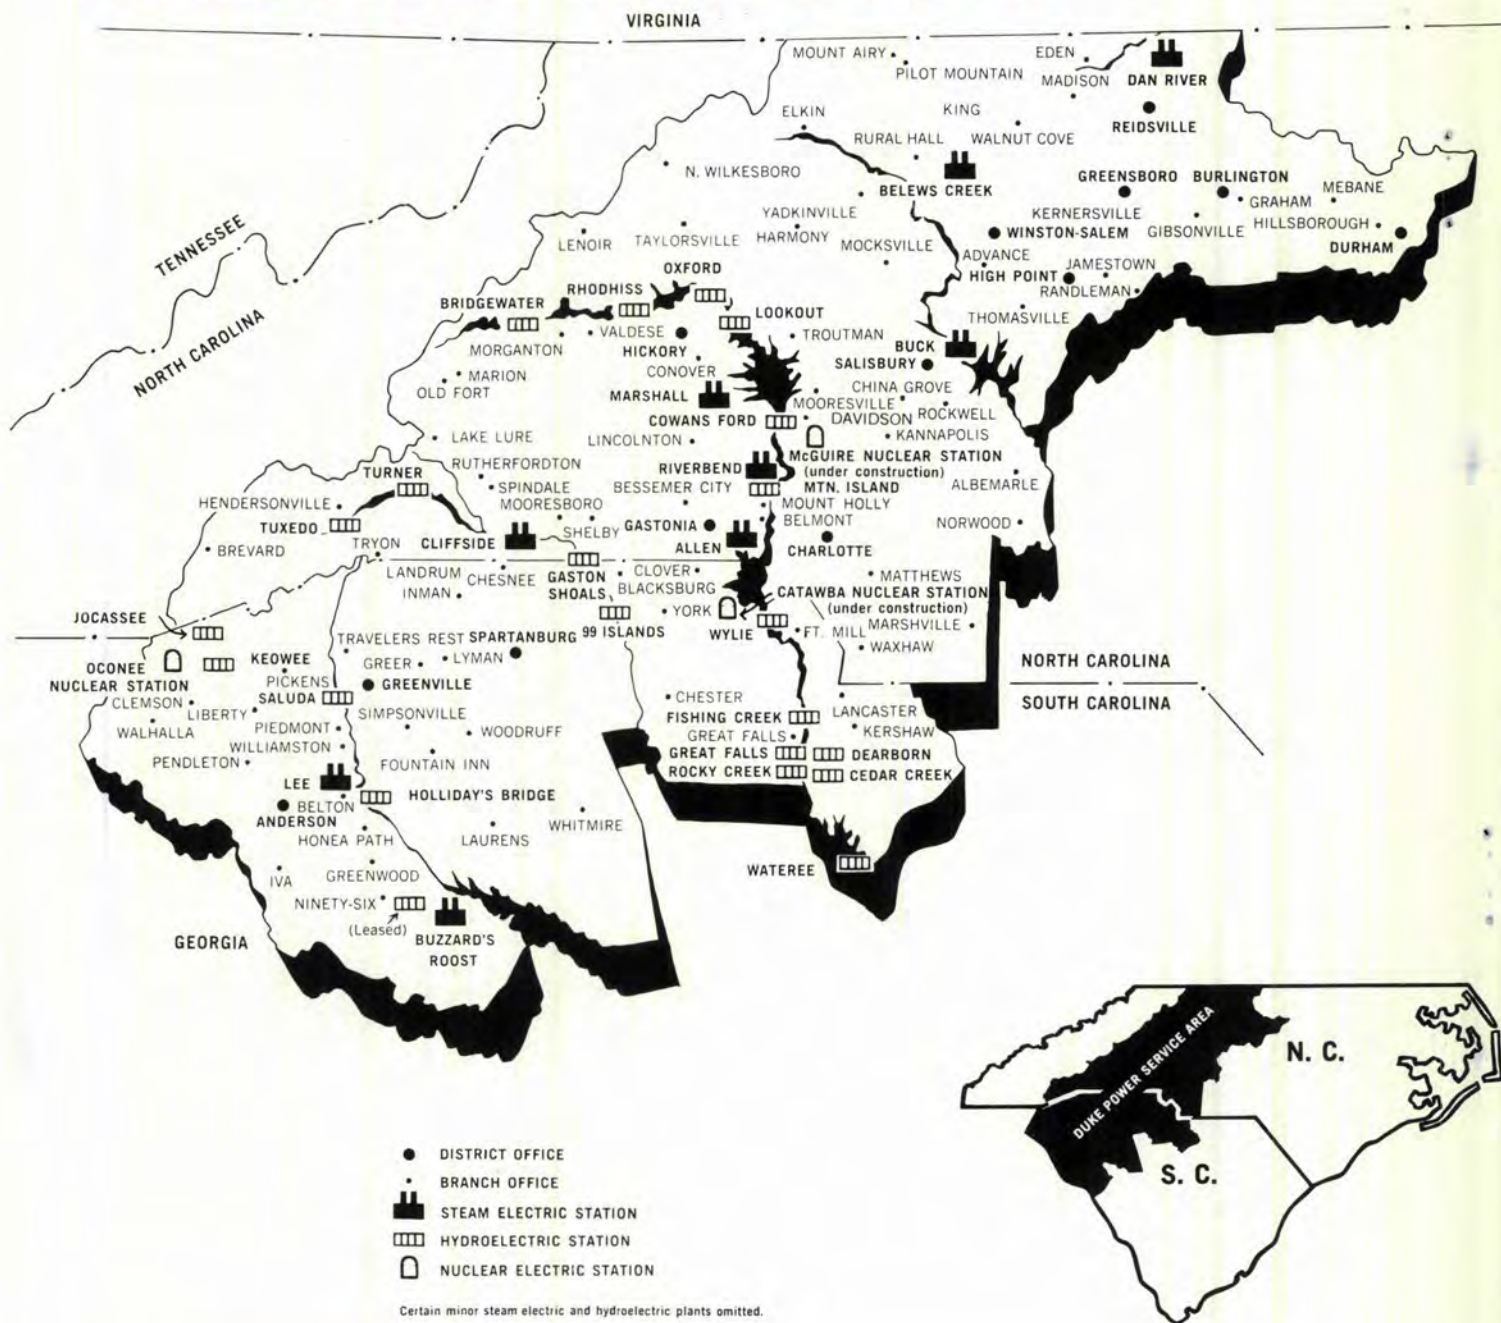 VIRGINIA
MOUNT AIRY
EDEN
PILOT MOUNTAIN
MADISON
DAN RIVER
ELKIN
KING
REIDSVILLE
RURAL HALL
WALNUT COVE
N. WILKESBORO
BELEWS CREEK
GREENSBORO
BURLINGTON
MEBANE
GRAHAM
YADKINVILLE
KERNERSVILLE
HILLSBOROUGH
TENNESSEE
LENOIR
TAYLORSVILLE
HARMONY
MOCKSVILLE
WINSTON-SALEM
GIBSONVILLE
DURHAM
ADVANCE
OXFORD
HIGH POINT
JAMESTOWN
RHODHISS
RANDLEMAN
BRIDGEWATER
LOOKOUT
THOMASVILLE
NORTH CAROLINA
VALDESE
TROUTMAN
MORGANTON
HICKORY
BUCK
SALISBURY
CONOVER
MARION
OLD FORT
CHINA GROVE
MARSHALL
MOORESVILLE
ROCKWELL
COWANS FORD
DAVIDSON
LAKE LURE
LINCOLNTON
KANNAPOLIS
McGUIRE NUCLEAR STATION
(under construction)
RUTHERFORDTON
RIVERBEND
TURNER
SPINDALE
BESSEMER CITY
MTN. ISLAND
ALBEMARLE
HENDERSONVILLE
MOORESBORO
MOUNT HOLLY
TUXEDO
SHELBY
GASTONIA
BELMONT
NORWOOD
BREVARD
TRYON
CLIFFSIDE
ALLEN
CHARLOTTE
LANDRUM
CHESNEE
GASTON
SHOALS
CLOVER
MATTHEWS
INMAN
BLACKSBURG
CATAWBA NUCLEAR STATION
(under construction)
JOCASSEE
YORK
MARSHVILLE
TRAVELERS REST
SPARTANBURG
99 ISLANDS
WYLIE
FT. MILL
WAXHAW
OCONEE
NUCLEAR STATION
KEOWEE
GREER
LYMAN
NORTH CAROLINA
PICKENS
GREENVILLE
SOUTH CAROLINA
CLEMSON
SALUDA
CHESTER
LIBERTY
SIMPSONVILLE
FISHING CREEK
LANCASTER
WALHALLA
PIEDMONT
WOODRUFF
GREAT FALLS
KERSHAW
WILLIAMSTON
GREAT FALLS
DEARBORN
PENDLETON
FOUNTAIN INN
ROCKY CREEK
CEDAR CREEK
LEE
BELTON
HOLLIDAY'S BRIDGE
ANDERSON
WHITMIRE
HONEA PATH
LAURENS
WATEREE
IVA
GREENWOOD
NINETY-SIX
(Leased)
GEORGIA
BUZZARD'S
ROOST
DUKE POWER SERVICE AREA
N. C.
S. C.
DISTRICT OFFICE
BRANCH OFFICE
STEAM ELECTRIC STATION
HYDROELECTRIC STATION
NUCLEAR ELECTRIC STATION
Certain minor steam electric and hydroelectric plants omitted.